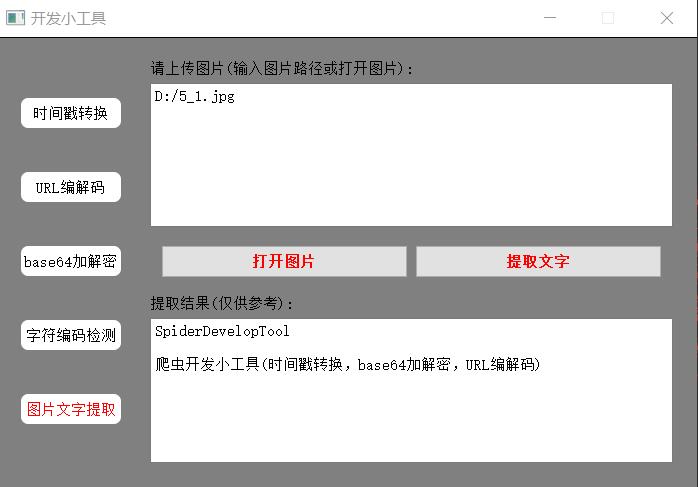 开发小工具
请上传图片(输入图片路径或打开图片):
D:/5_1.jpg
时间戳转换
URL编解码
base64加解密
字符编码检测
图片文字提取
打开图片
提取文字
提取结果(仅供参考):
SpiderDevelopTool
爬虫开发小工具(时间戳转换，base64加解密，URL编解码)